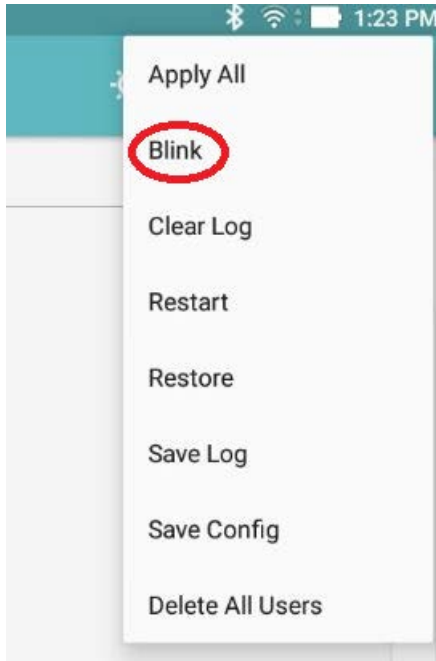 1:23 PM
Apply All
Blink
Clear Log
Restart
Restore
Save Log
Save Config
Delete All Users